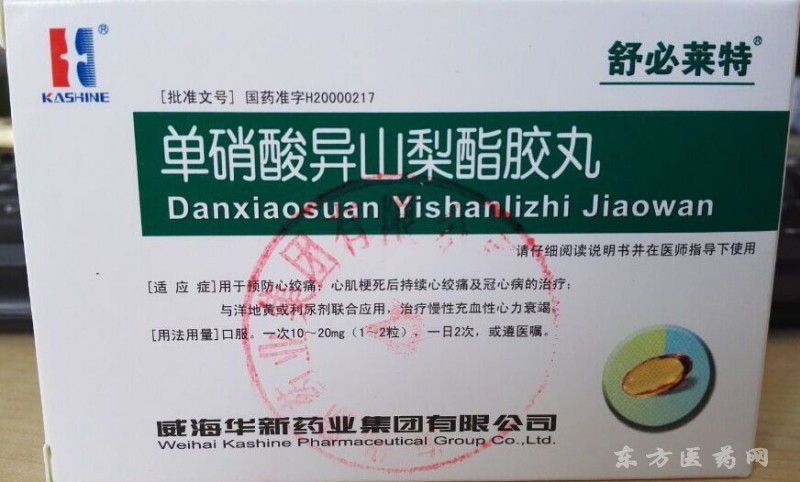 KASHINE
®
舒必莱特®
[批准文号] 国药准字H20000217
单硝酸异山梨酯胶丸
Danxiaosuan Yishanlizhi Jiaowan
请仔细阅读说明书并在医师指导下使用
[适 应 症]用于预防心绞痛;心肌梗死后持续心绞痛及冠心病的治疗;
与洋地黄或利尿剂联合应用,治疗慢性充血性心力衰竭。
[用法用量]口服。一次10~20mg(1~2粒) 一日2次,或遵医嘱。
威海华新药业集团有限公司
Weihai Kashine Pharmaceutical Group Co.,Ltd.
东方医药网